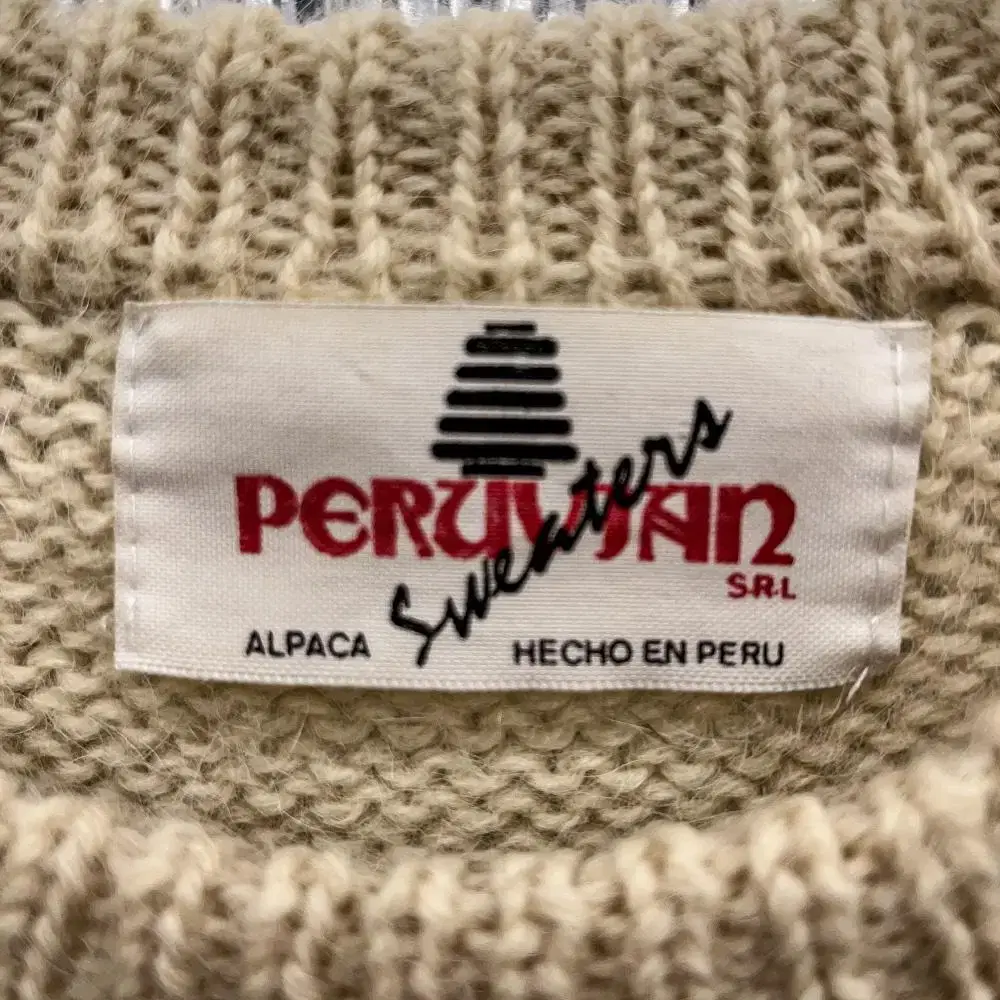 PERUVIAN
Sweaters
S.R.L
ALPACA
HECHO EN PERU